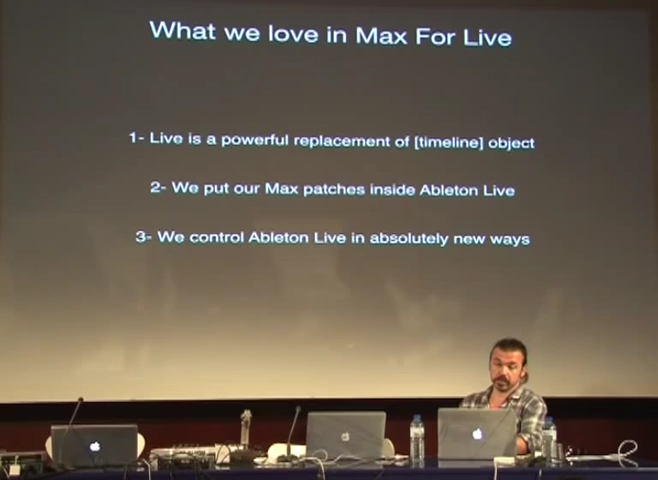 What we love in Max For Live
1- Live is a powerful replacement of [timeline] object
2- We put our Max patches inside Ableton Live
3- We control Ableton Live in absolutely new ways